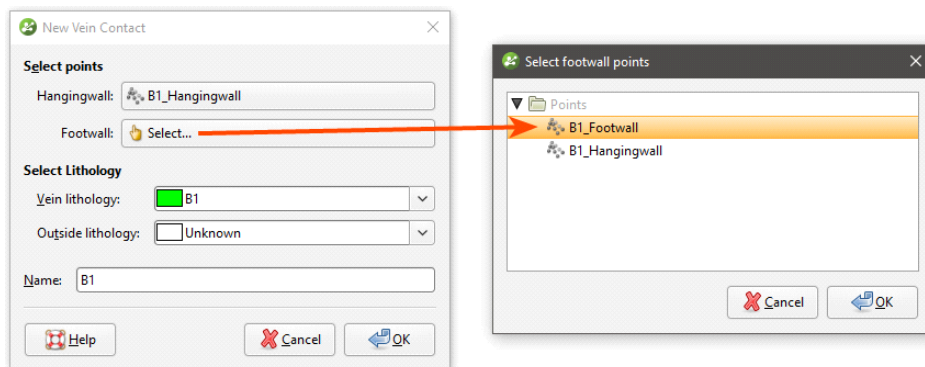 New Vein Contact
Select points
Hangingwall: B1_Hangingwall
Footwall: Select...
Select Lithology
Vein lithology: B1
Outside lithology: Unknown
Name: B1
Help Cancel OK
Select footwall points
Points
B1_Footwall
B1_Hangingwall
Cancel OK